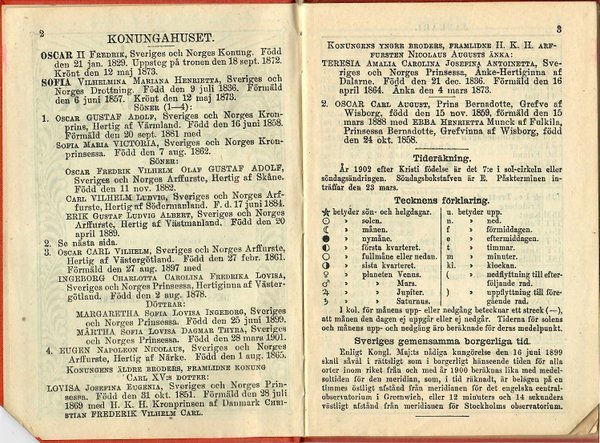 2
KONUNGAHUSET.
OSCAR II FREDRIK, Sveriges och Norges Konung. Född
den 21 jan. 1829. Uppsteg på tronen den 18 sept. 1872.
Krönt den 12 maj 1873.
SOFIA VILHELMINA MARIANA HENRIETTA, Sveriges och
Norges Drottning. Född den 9 juli 1836. Förmäld
den 6 juni 1857. Krönt den 12 maj 1873.
SÖNER (1—4):
1. OSCAR GUSTAF ADOLF, Sveriges och Norges Kron-
prins, Hertig af Värmland. Född den 16 juni 1858.
Förmäld den 20 sept. 1881 med
SOFIA MARIA VICTORIA, Sveriges och Norges Kron-
prinsessa. Född den 7 aug. 1862.
SÖNER:
OSCAR FREDRIK VILHELM OLAF GUSTAF ADOLF,
Sveriges och Norges Arffurste, Hertig af Skåne.
Född den 11 nov. 1882.
CARL VILHELM LUDVIG, Sveriges och Norges Arf-
furste, Hertig af Södermanland. F. d. 17 juni 1884.
ERIK GUSTAF LUDVIG ALBERT, Sveriges och Norges
Arffurste, Hertig af Västmanland. Född den 20
april 1889.
2. Se nästa sida.
3. OSCAR CARL VILHELM, Sveriges och Norges Arffurste,
Hertig af Västergötland. Född den 27 febr. 1861.
Förmäld den 27 aug. 1897 med
INGEBORG CHARLOTTA CAROLINA FREDRIKA LOVISA,
Sveriges och Norges Prinsessa, Hertiginna af Väster-
götland. Född den 2 aug. 1878.
DÖTTRAR:
MARGARETHA SOFIA LOVISA INGEBORG, Sveriges
och Norges Prinsessa. Född den 25 juni 1899.
MÄRTHA SOFIA LOVISA DAGMAR THYRA, Sveriges
och Norges Prinsessa. Född den 28 mars 1901.
4. EUGEN NAPOLEON NICOLAUS, Sveriges och Norges
Arffurste, Hertig af Närke. Född den 1 aug. 1865.
KONUNGENS ÄLDRE BRODERS, FRAMLIDNE KONUNG
CARL XV:S DOTTER:
LOVISA JOSEFINA EUGENIA, Sveriges och Norges Prin-
sessa. Född den 31 okt. 1851. Förmäld den 28 juli
1869 med H. K. H. Kronprinsen af Danmark CHRI-
STIAN FREDERIK VILHELM CARL.
3
KONUNGENS YNGRE BRODERS, FRAMLIDNE H. K. H. ARF-
FURSTEN NICOLAUS AUGUSTS ÄNKA:
TERESIA AMALIA CAROLINA JOSEFINA ANTOINETTA, Sve-
riges och Norges Prinsessa, Änke-Hertiginna af
Dalarne. Född den 21 dec. 1836. Förmäld den 16
april 1864. Änka den 4 mars 1873.
2. OSCAR CARL AUGUST, Prins Bernadotte, Grefve af
Wisborg, född den 15 nov. 1859, förmäld den 15
mars 1888 med EBBA HENRIETTA Munck af Fulkila,
Prinsessa Bernadotte, Grefvinna af Wisborg, född
den 24 okt. 1858.
Tideräkning.
År 1902 efter Kristi födelse är det 7:e i sol-cirkeln eller
söndagsändringen. Söndagsbokstafven är E. Påskterminen in-
träffar den 23 mars.
Tecknens förklaring.
★ betyder sön- och helgdagar.
☉ » solen.
☾ » månen.
● » nymåne.
◐ » första kvarteret.
○ » fullmåne eller nedan.
◑ » sista kvarteret.
♀ » planeten Venus.
♂ » » Mars.
♃ » » Jupiter.
♄ » » Saturnus.
u. betyder upp.
n. » ned.
f » förmiddagen.
e » eftermiddagen.
t » timmar.
m » minuter.
kl. » klockan.
( » nedflyttning till efter-
följande rad.
) » uppflyttning till före-
gående rad.
I kol. för månens upp- eller nedgång betecknar ett streck (—),
att månen den dagen ej uppgår eller ej nedgår. Tiderna för solens
och månens upp- och nedgång äro beräknade för deras medelpunkt.
Sveriges gemensamma borgerliga tid.
Enligt Kongl. Maj:ts nådiga kungörelse den 16 juni 1899
skall såväl i rättsligt som i borgerligt hänseende tiden för alla
orter inom riket från och med år 1900 beräknas lika med medel-
soltiden för den meridian, som, i tid räknadt, är belägen på en
timmes östligt afstånd från meridianen för det engelska central-
observatorium i Greenwich, eller 12 minuters och 14 sekunders
västligt afstånd från meridianen för Stockholms observatorium.